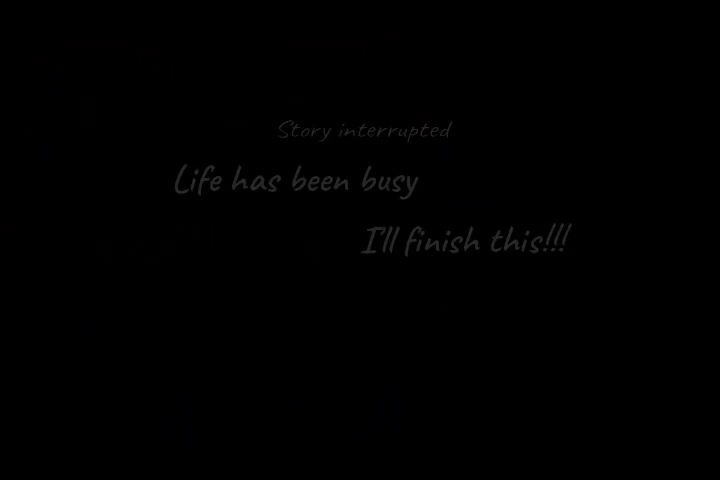 Story interrupted
Life has been busy
I'll finish this!!!